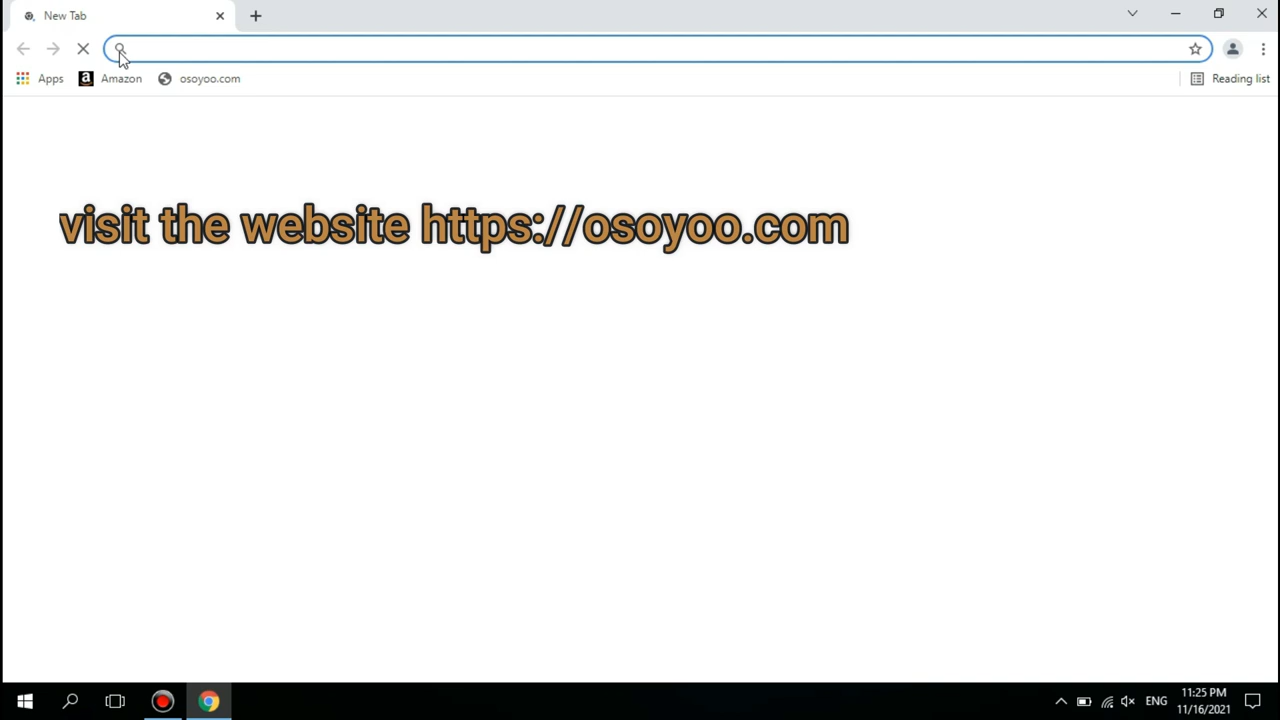 New Tab
Apps Amazon osoyoo.com Reading list
visit the website https://osoyoo.com
ENG 11:25 PM
11/16/2021